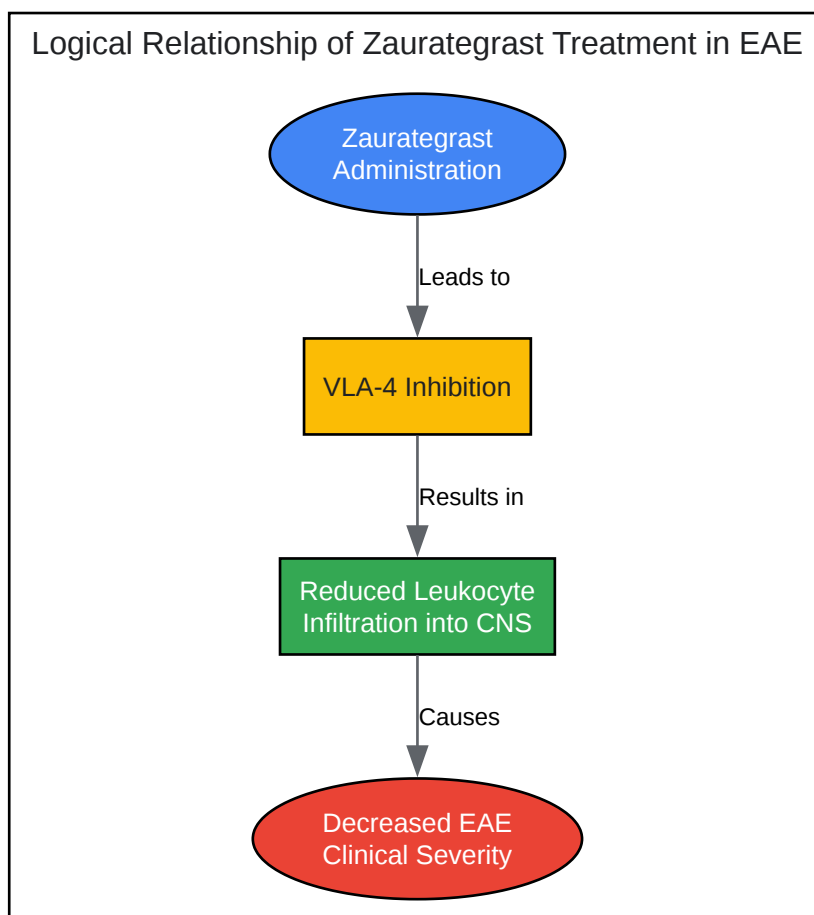 Logical Relationship of Zaurategrast Treatment in EAE
Zaurategrast
Administration
Leads to
VLA-4 Inhibition
Results in
Reduced Leukocyte
Infiltration into CNS
Causes
Decreased EAE
Clinical Severity